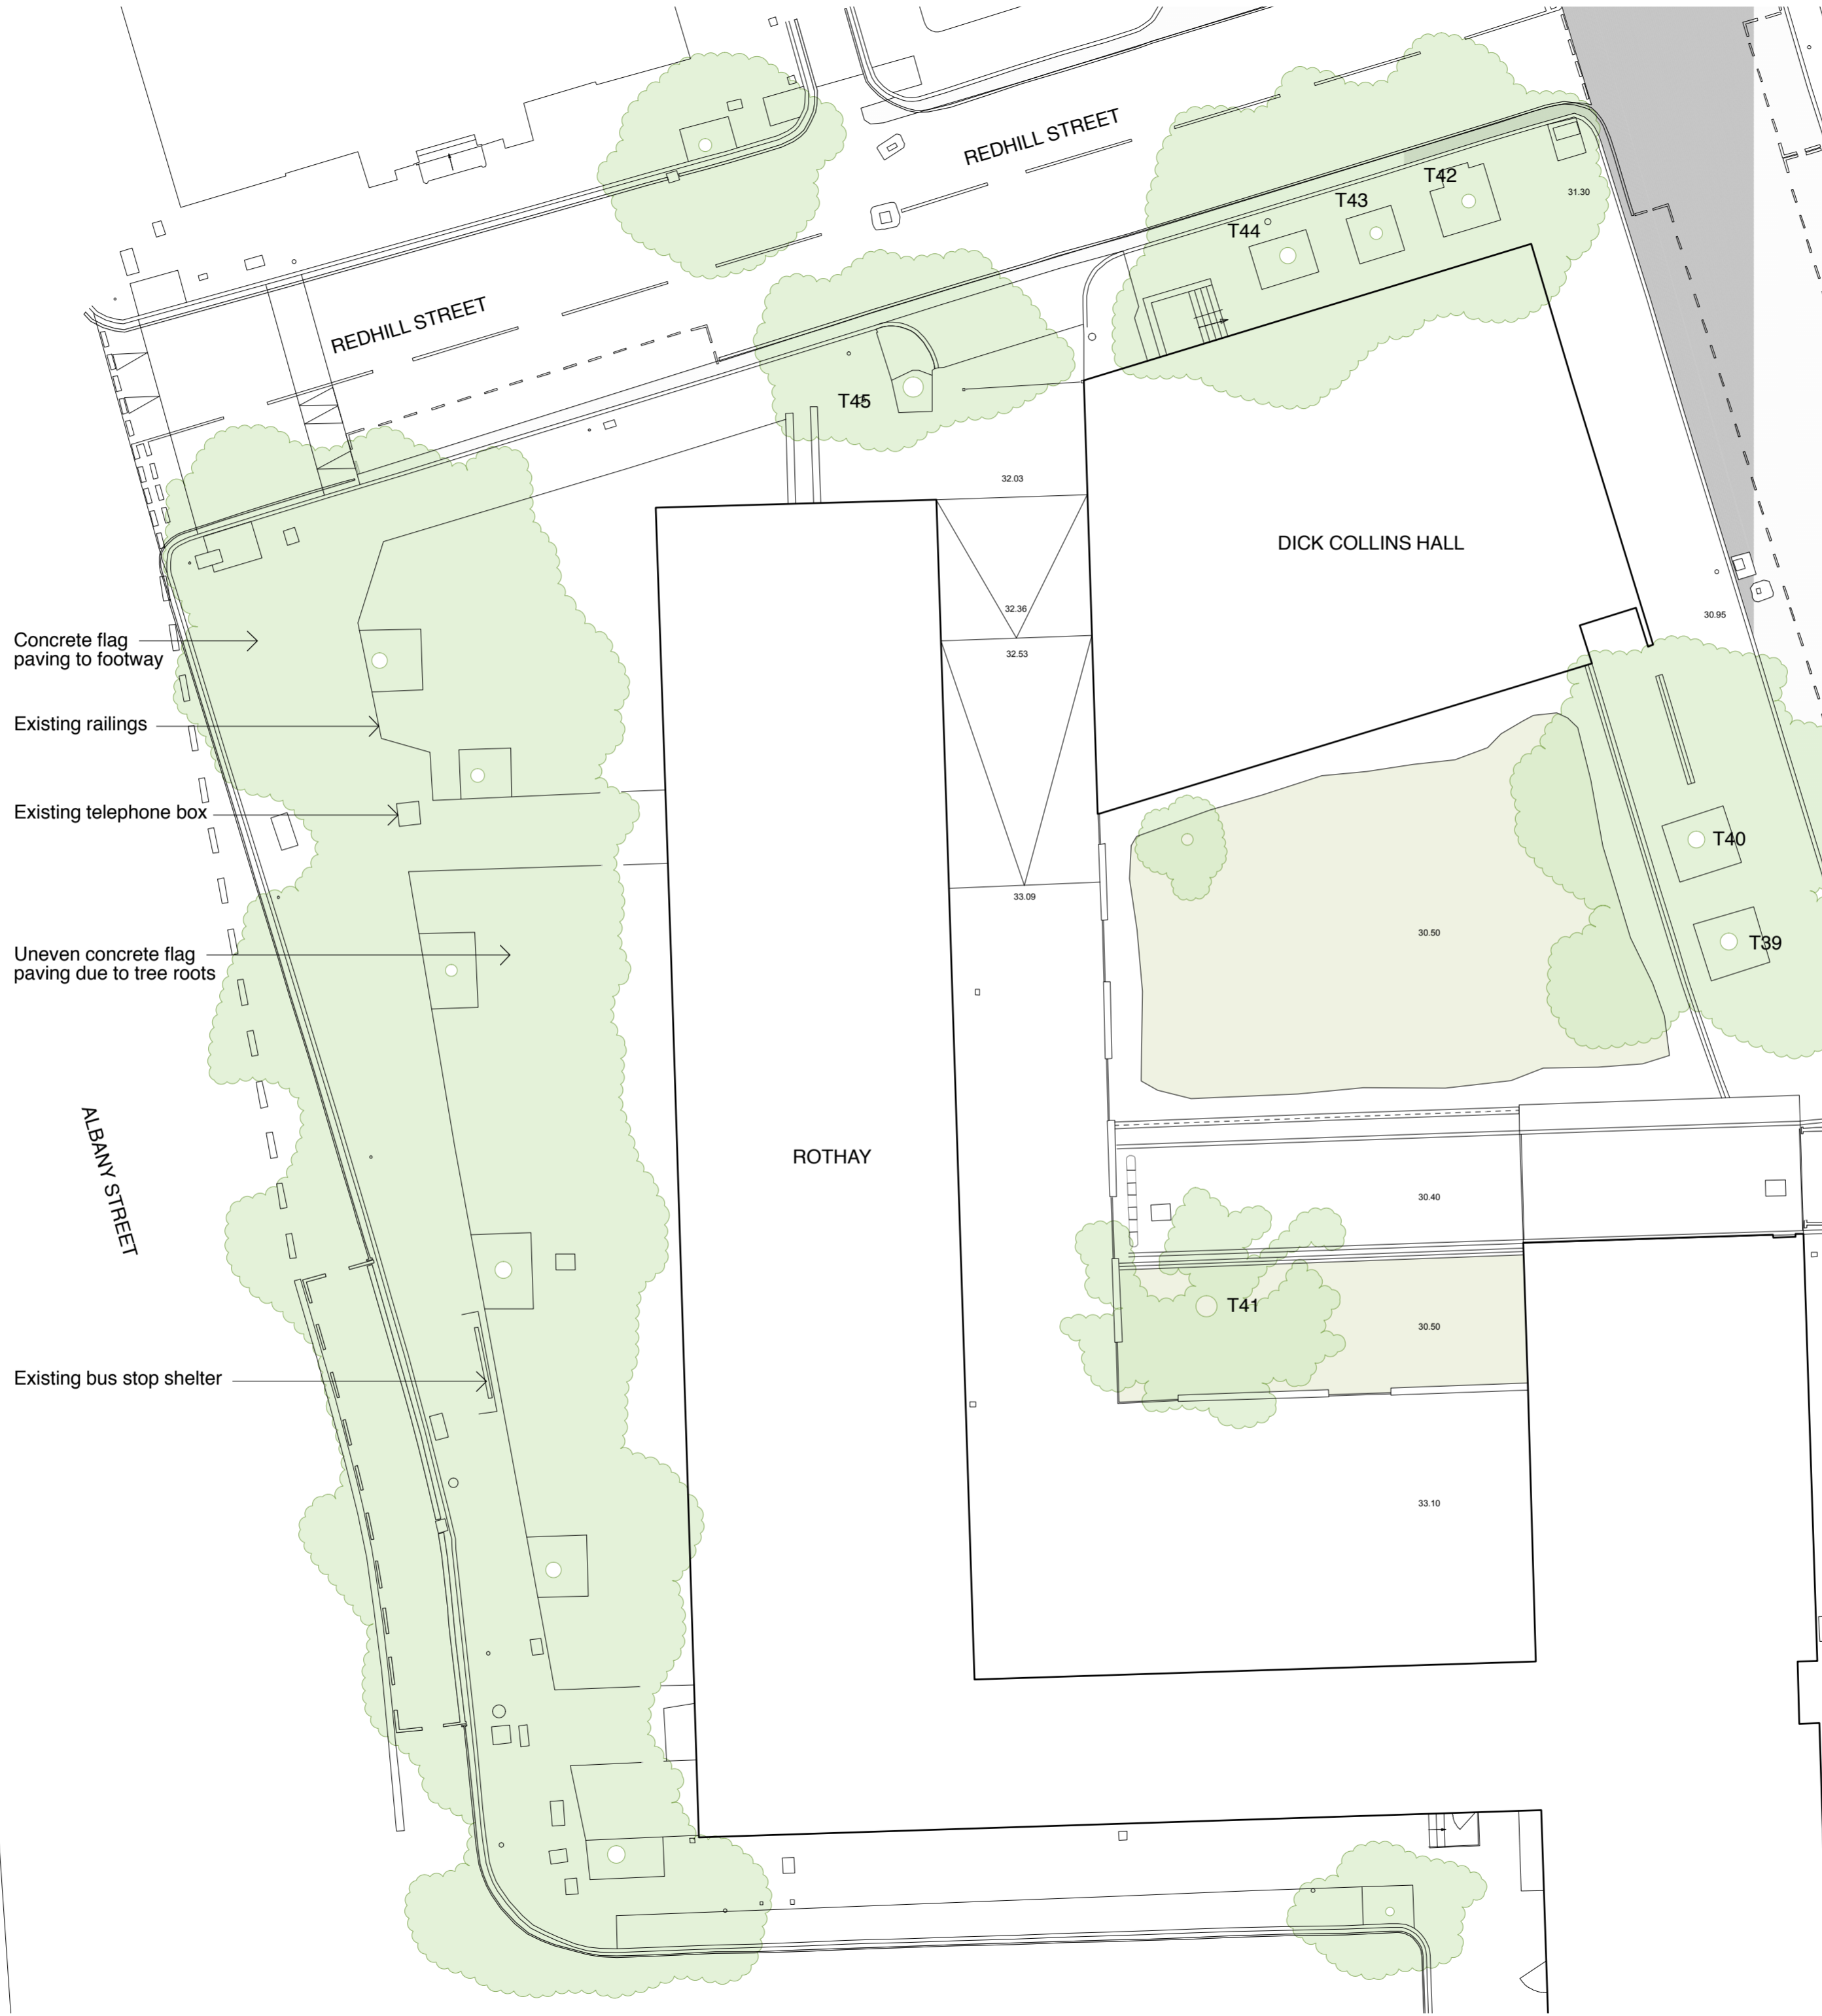 REDHILL STREET
T42
T43
T44
31.30
REDHILL STREET
T45
32.03
DICK COLLINS HALL
32.36
30.95
Concrete flag
paving to footway
32.53
Existing railings
Existing telephone box
T40
33.09
30.50
T39
Uneven concrete flag
paving due to tree roots
ALBANY STREET
ROTHAY
30.40
T41
30.50
Existing bus stop shelter
33.10